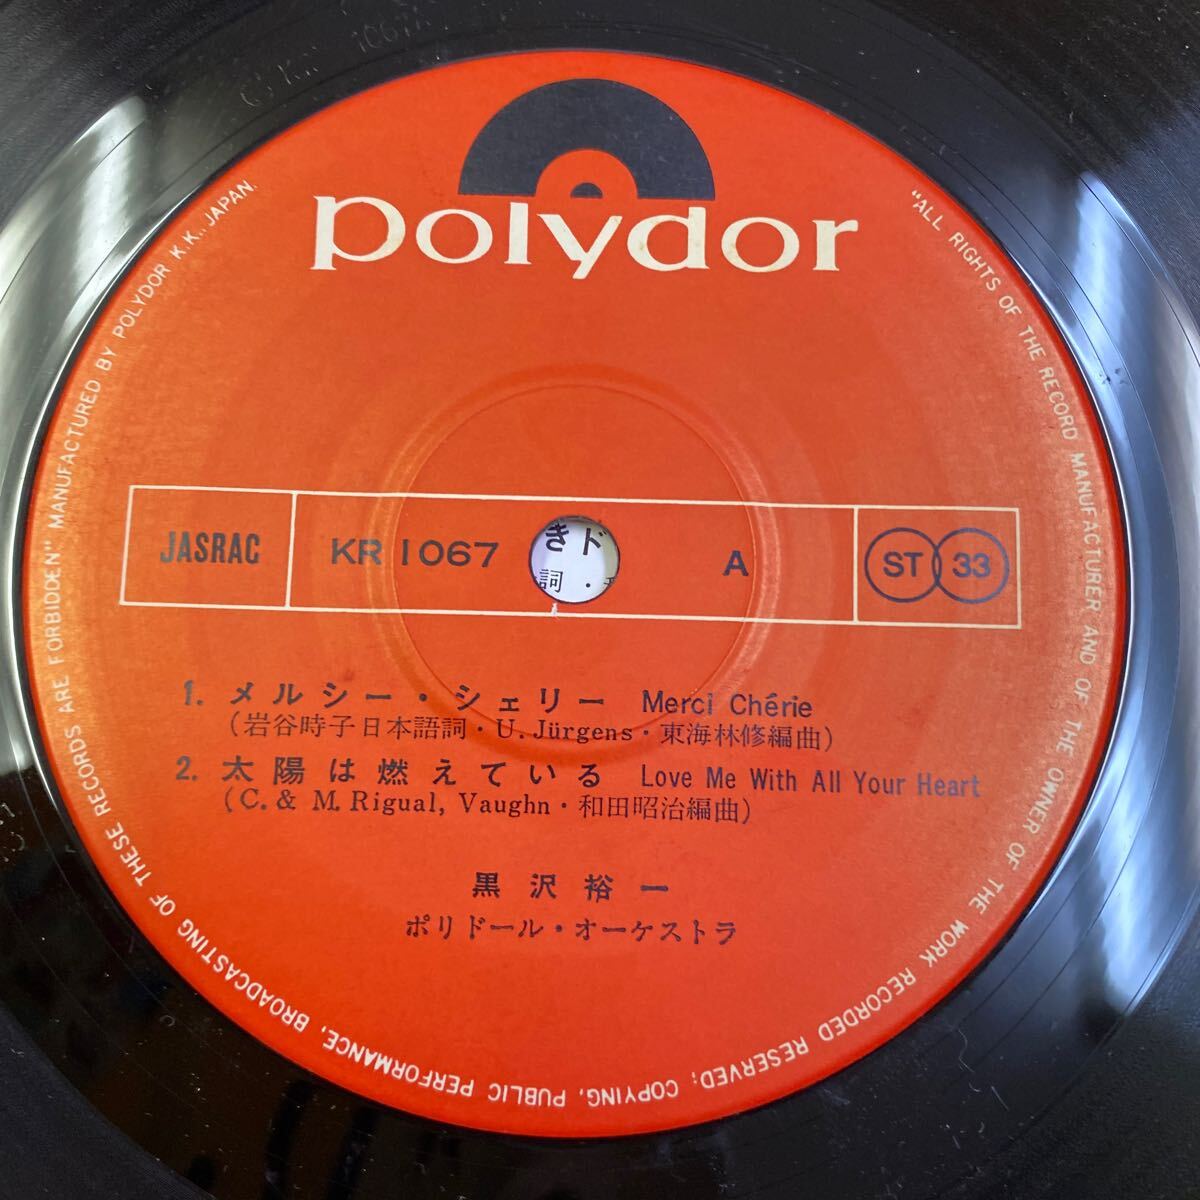 polydor
JASRAC
KR 1067
A
ST 33
きド
詞・
1. メルシー・シェリー Merci Chérie
(岩谷時子日本語詞・U. Jürgens・東海林修編曲)
2. 太陽は燃えている Love Me With All Your Heart
(C. & M. Rigual, Vaughn・和田昭治編曲)
黒沢裕一
ポリドール・オーケストラ
"ALL RIGHTS OF THE RECORD MANUFACTURER AND OF THE OWNER OF THE WORK RECORDED RESERVED; COPYING, PUBLIC PERFORMANCE, BROADCASTING OF THESE RECORDS ARE FORBIDDEN" MANUFACTURED BY POLYDOR K.K., JAPAN.